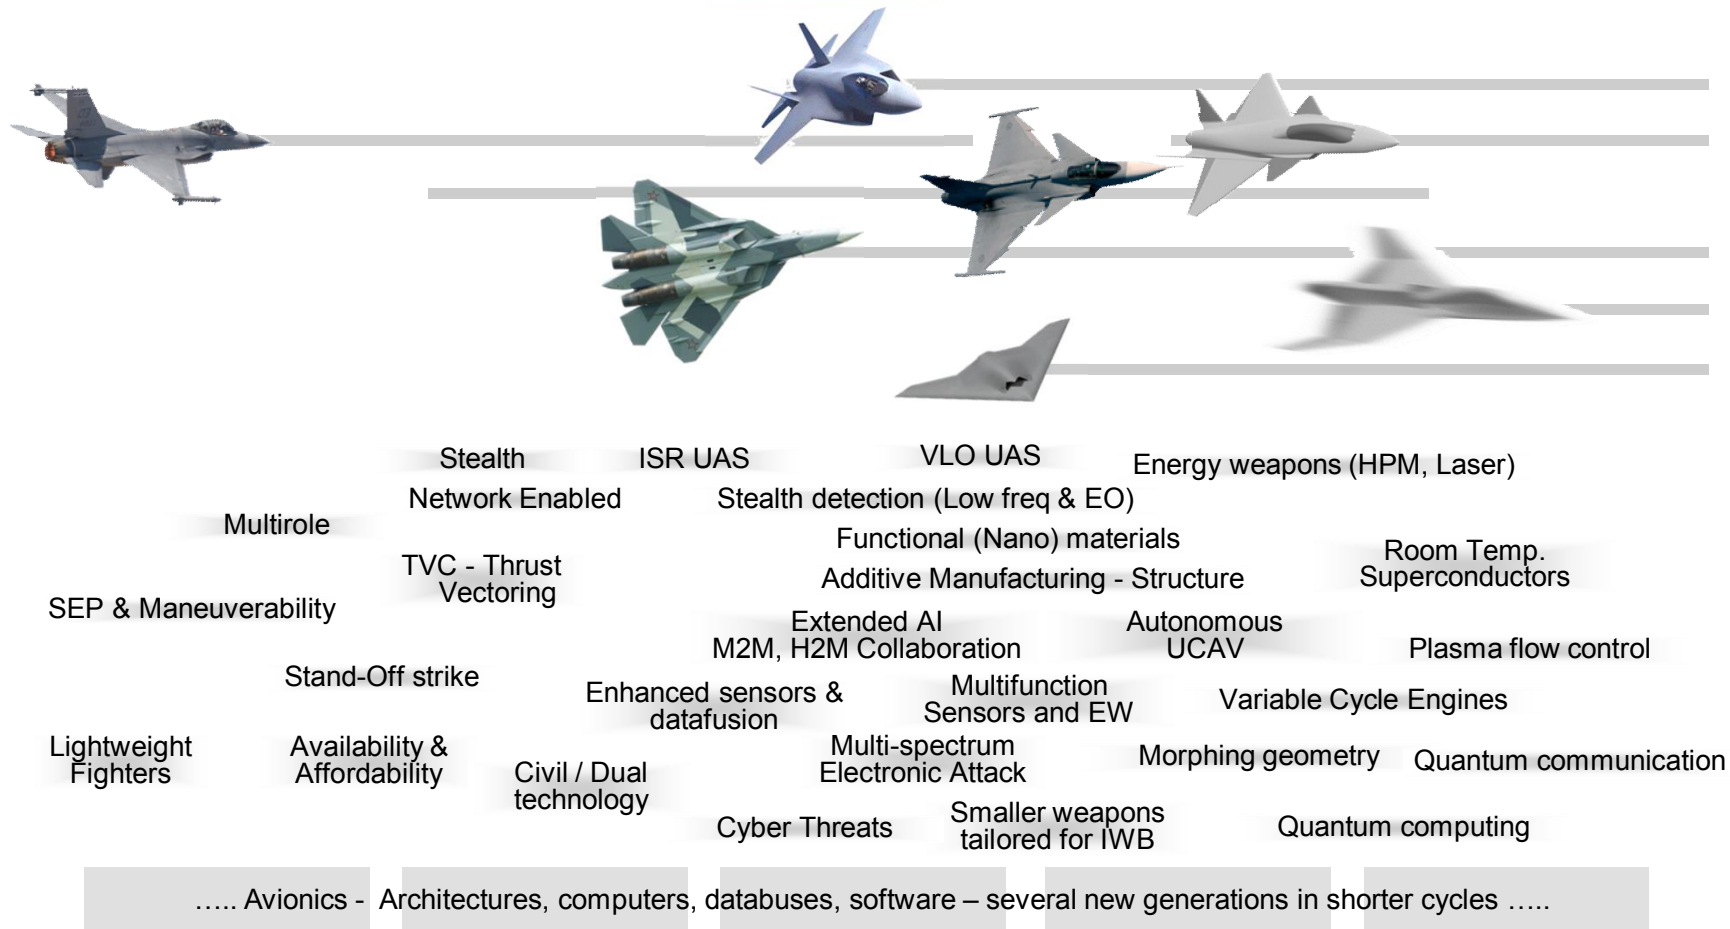 Stealth
ISR UAS
VLO UAS
Energy weapons (HPM, Laser)
Network Enabled
Stealth detection (Low freq & EO)
Multirole
Functional (Nano) materials
TVC - Thrust
Vectoring
Additive Manufacturing - Structure
Room Temp.
Superconductors
SEP & Maneuverability
Extended AI
M2M, H2M Collaboration
Autonomous
UCAV
Plasma flow control
Stand-Off strike
Enhanced sensors &
datafusion
Multifunction
Sensors and EW
Variable Cycle Engines
Lightweight
Fighters
Availability &
Affordability
Civil / Dual
technology
Multi-spectrum
Electronic Attack
Morphing geometry
Quantum communication
Cyber Threats
Smaller weapons
tailored for IWB
Quantum computing
….. Avionics - Architectures, computers, databuses, software – several new generations in shorter cycles …..